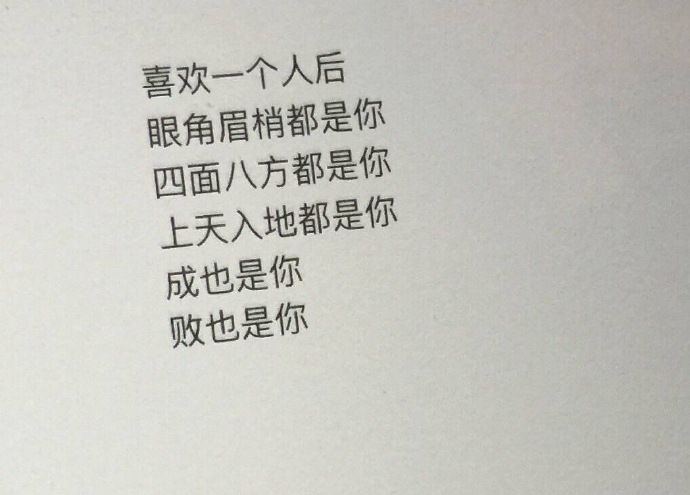 喜欢一个人后
眼角眉梢都是你
四面八方都是你
上天入地都是你
成也是你
败也是你